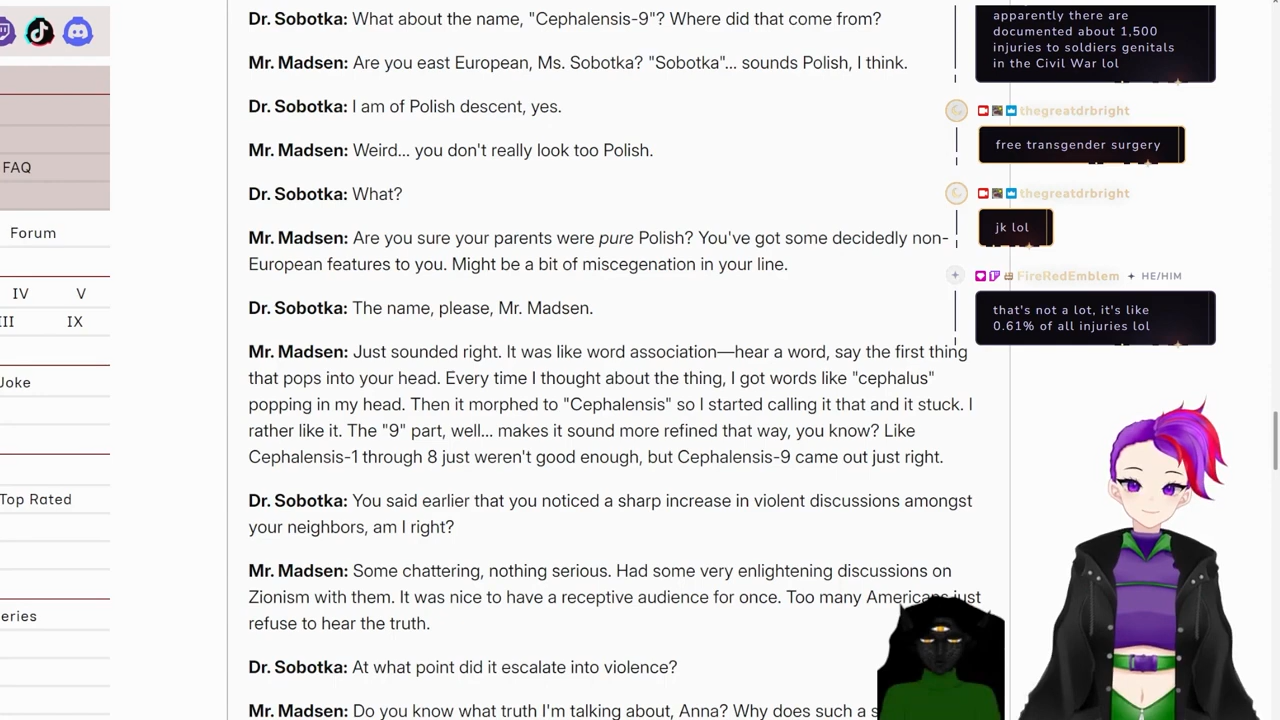 Dr. Sobotka: What about the name, "Cephalensis-9"? Where did that come from?
Mr. Madsen: Are you east European, Ms. Sobotka? "Sobotka"... sounds Polish, I think.
Dr. Sobotka: I am of Polish descent, yes.
Mr. Madsen: Weird... you don't really look too Polish.
Dr. Sobotka: What?
Mr. Madsen: Are you sure your parents were pure Polish? You've got some decidedly non-
European features to you. Might be a bit of miscegenation in your line.
Dr. Sobotka: The name, please, Mr. Madsen.
Mr. Madsen: Just sounded right. It was like word association—hear a word, say the first thing
that pops into your head. Every time I thought about the thing, I got words like "cephalus"
popping in my head. Then it morphed to "Cephalensis" so I started calling it that and it stuck. I
rather like it. The "9" part, well... makes it sound more refined that way, you know? Like
Cephalensis-1 through 8 just weren't good enough, but Cephalensis-9 came out just right.
Dr. Sobotka: You said earlier that you noticed a sharp increase in violent discussions amongst
your neighbors, am I right?
Mr. Madsen: Some chattering, nothing serious. Had some very enlightening discussions on
Zionism with them. It was nice to have a receptive audience for once. Too many Americans just
refuse to hear the truth.
Dr. Sobotka: At what point did it escalate into violence?
Mr. Madsen: Do you know what truth I'm talking about, Anna? Why does such a s
FAQ
Forum
IV V
III IX
Joke
Top Rated
eries
apparently there are
documented about 1,500
injuries to soldiers genitals
in the Civil War lol
thegreatdrbright
free transgender surgery
thegreatdrbright
jk lol
FireRedEmblem HE/HIM
that's not a lot, it's like
0.61% of all injuries lol